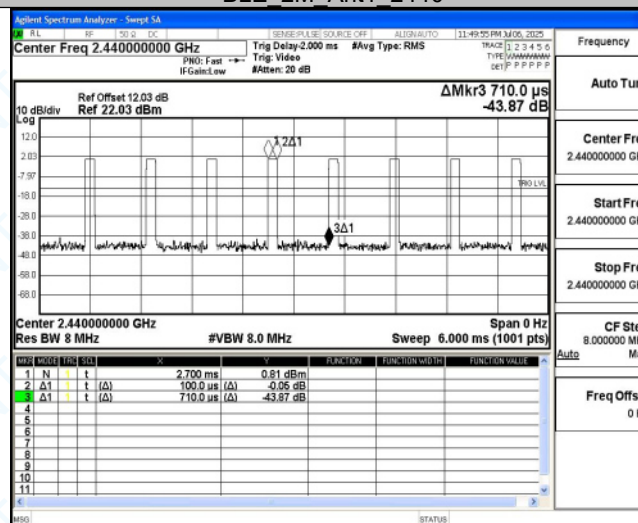 Agilent Spectrum Analyzer - Swept SA
RL RF 50 Ω DC SENSE:PULSE SOURCE OFF ALIGNAUTO 11:49:55 PM Jul 06, 2025
Center Freq 2.440000000 GHz
PNO: Fast
IFGain:Low
Trig Delay-2.000 ms #Avg Type: RMS
Trig: Video
#Atten: 20 dB
TRACE 1 2 3 4 5 6
TYPE
DET P P P P P P
Frequency
Auto Tun
Center Fre
2.440000000 GH
Start Fre
2.440000000 GH
Stop Fre
2.440000000 GH
CF Ste
8.000000 MH
Auto Ma
Freq Offse
0 H
ΔMkr3 710.0 µs
-43.87 dB
Ref Offset 12.03 dB
10 dB/div Ref 22.03 dBm
Log
12.0
2.03
-7.97
-18.0
-28.0
-38.0
-48.0
-58.0
-68.0
2Δ1
TRIG LVL
3Δ1
Center 2.440000000 GHz Span 0 Hz
Res BW 8 MHz #VBW 8.0 MHz Sweep 6.000 ms (1001 pts)
MKR MODE TRC SCL X Y FUNCTION FUNCTION WIDTH FUNCTION VALUE
1 N 1 t 2.700 ms 0.81 dBm
2 Δ1 1 t (Δ) 100.0 µs (Δ) -0.05 dB
3 Δ1 1 t (Δ) 710.0 µs (Δ) -43.87 dB
4
5
6
7
8
9
10
11
MSG STATUS